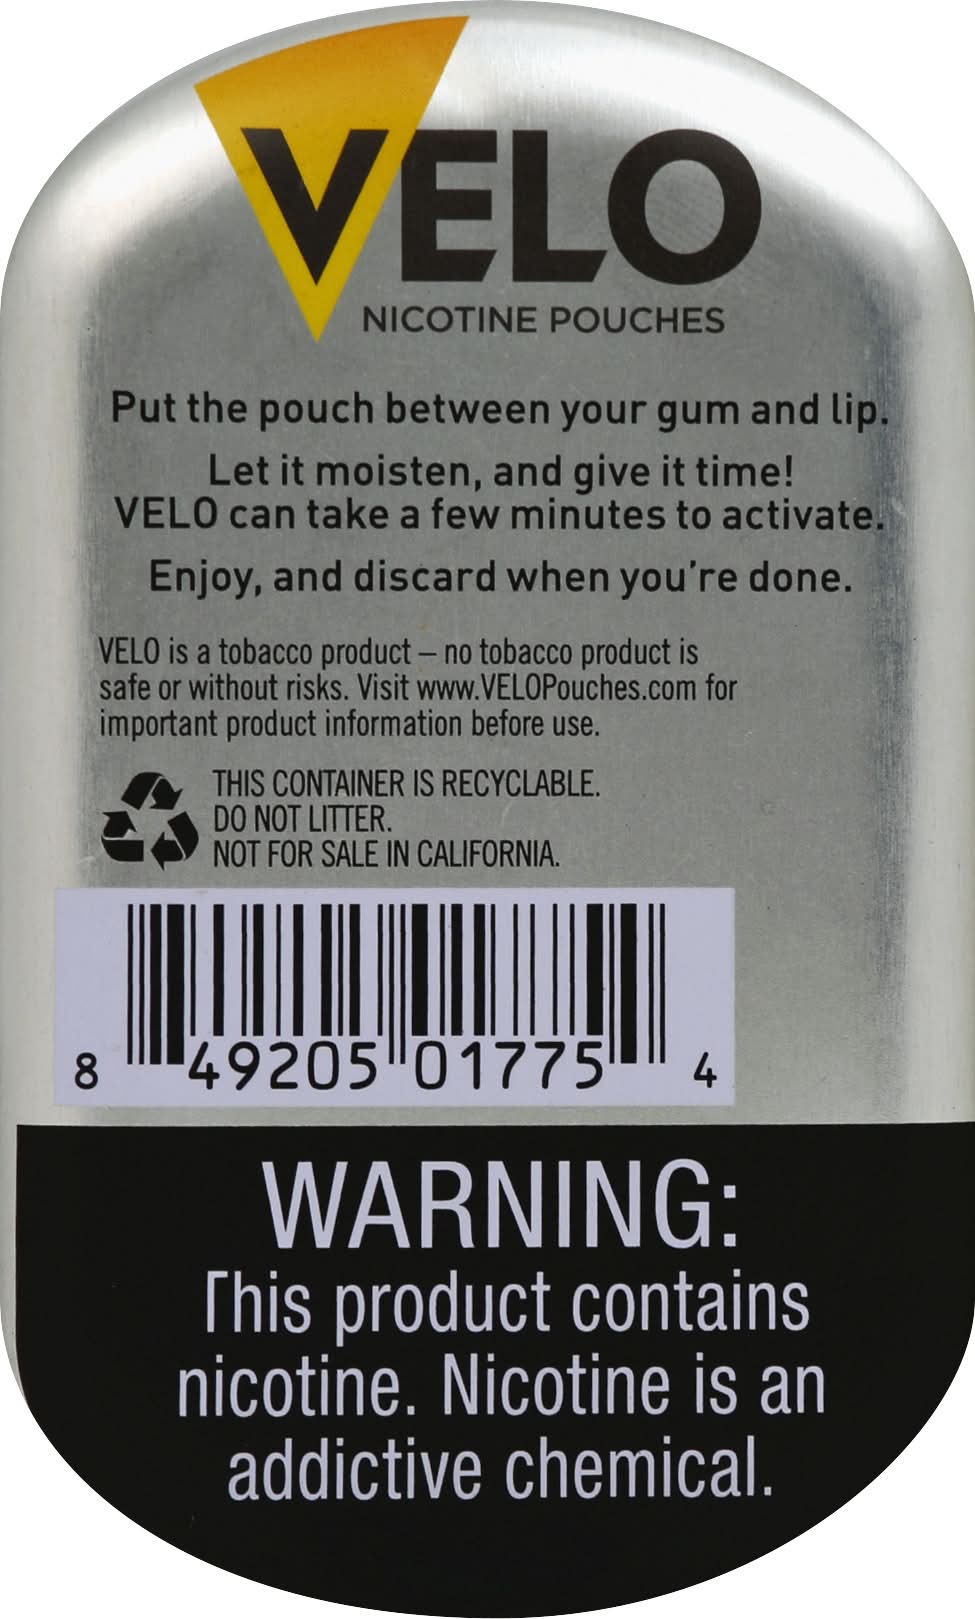 VELO
NICOTINE POUCHES
Put the pouch between your gum and lip.
Let it moisten, and give it time!
VELO can take a few minutes to activate.
Enjoy, and discard when you're done.
VELO is a tobacco product – no tobacco product is
safe or without risks. Visit www.VELOPouches.com for
important product information before use.
THIS CONTAINER IS RECYCLABLE.
DO NOT LITTER.
NOT FOR SALE IN CALIFORNIA.
8 49205 01775 4
WARNING:
This product contains
nicotine. Nicotine is an
addictive chemical.